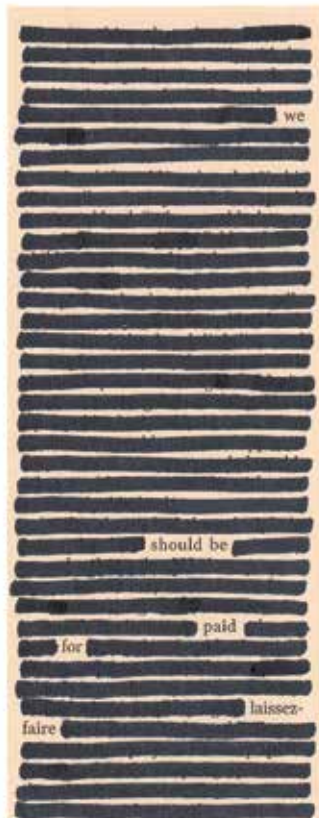 we
should be
paid
for
laissez-
faire